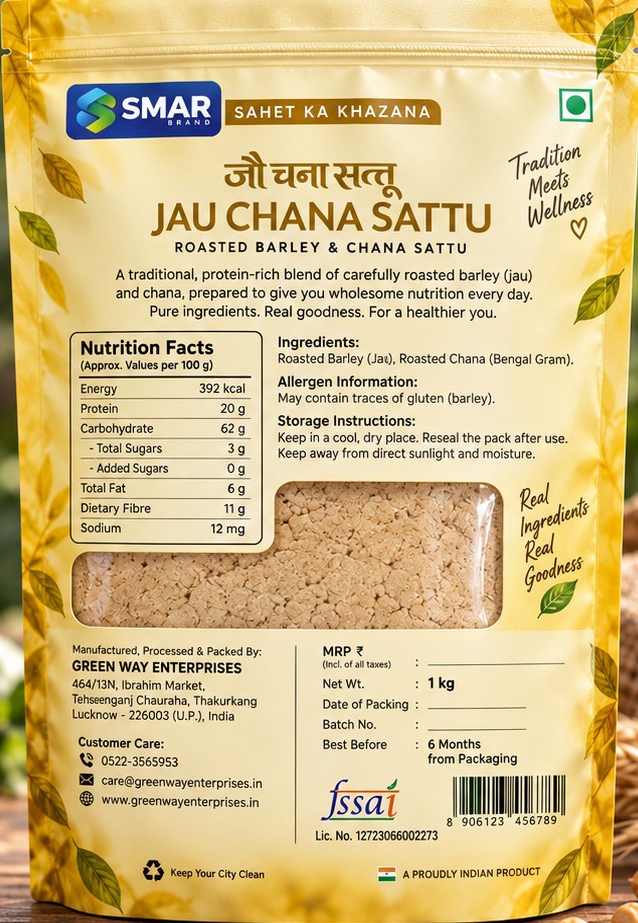 SMAR
BRAND
SAHET KA KHAZANA
Tradition
Meets
Wellness
जौ चना सत्तू
JAU CHANA SATTU
ROASTED BARLEY & CHANA SATTU
A traditional, protein-rich blend of carefully roasted barley (jau)
and chana, prepared to give you wholesome nutrition every day.
Pure ingredients. Real goodness. For a healthier you.
Nutrition Facts
(Approx. Values per 100 g)
Energy 392 kcal
Protein 20 g
Carbohydrate 62 g
- Total Sugars 3 g
- Added Sugars 0 g
Total Fat 6 g
Dietary Fibre 11 g
Sodium 12 mg
Ingredients:
Roasted Barley (Jau), Roasted Chana (Bengal Gram).
Allergen Information:
May contain traces of gluten (barley).
Storage Instructions:
Keep in a cool, dry place. Reseal the pack after use.
Keep away from direct sunlight and moisture.
Real
Ingredients
Real
Goodness
Manufactured, Processed & Packed By:
GREEN WAY ENTERPRISES
464/13N, Ibrahim Market,
Tehseenganj Chauraha, Thakurkang
Lucknow - 226003 (U.P.), India
Customer Care:
0522-3565953
care@greenwayenterprises.in
www.greenwayenterprises.in
MRP ₹ :
(Incl. of all taxes)
Net Wt. : 1 kg
Date of Packing :
Batch No. :
Best Before : 6 Months
from Packaging
fssai
Lic. No. 12723066002273
8 906123 456789
Keep Your City Clean
A PROUDLY INDIAN PRODUCT